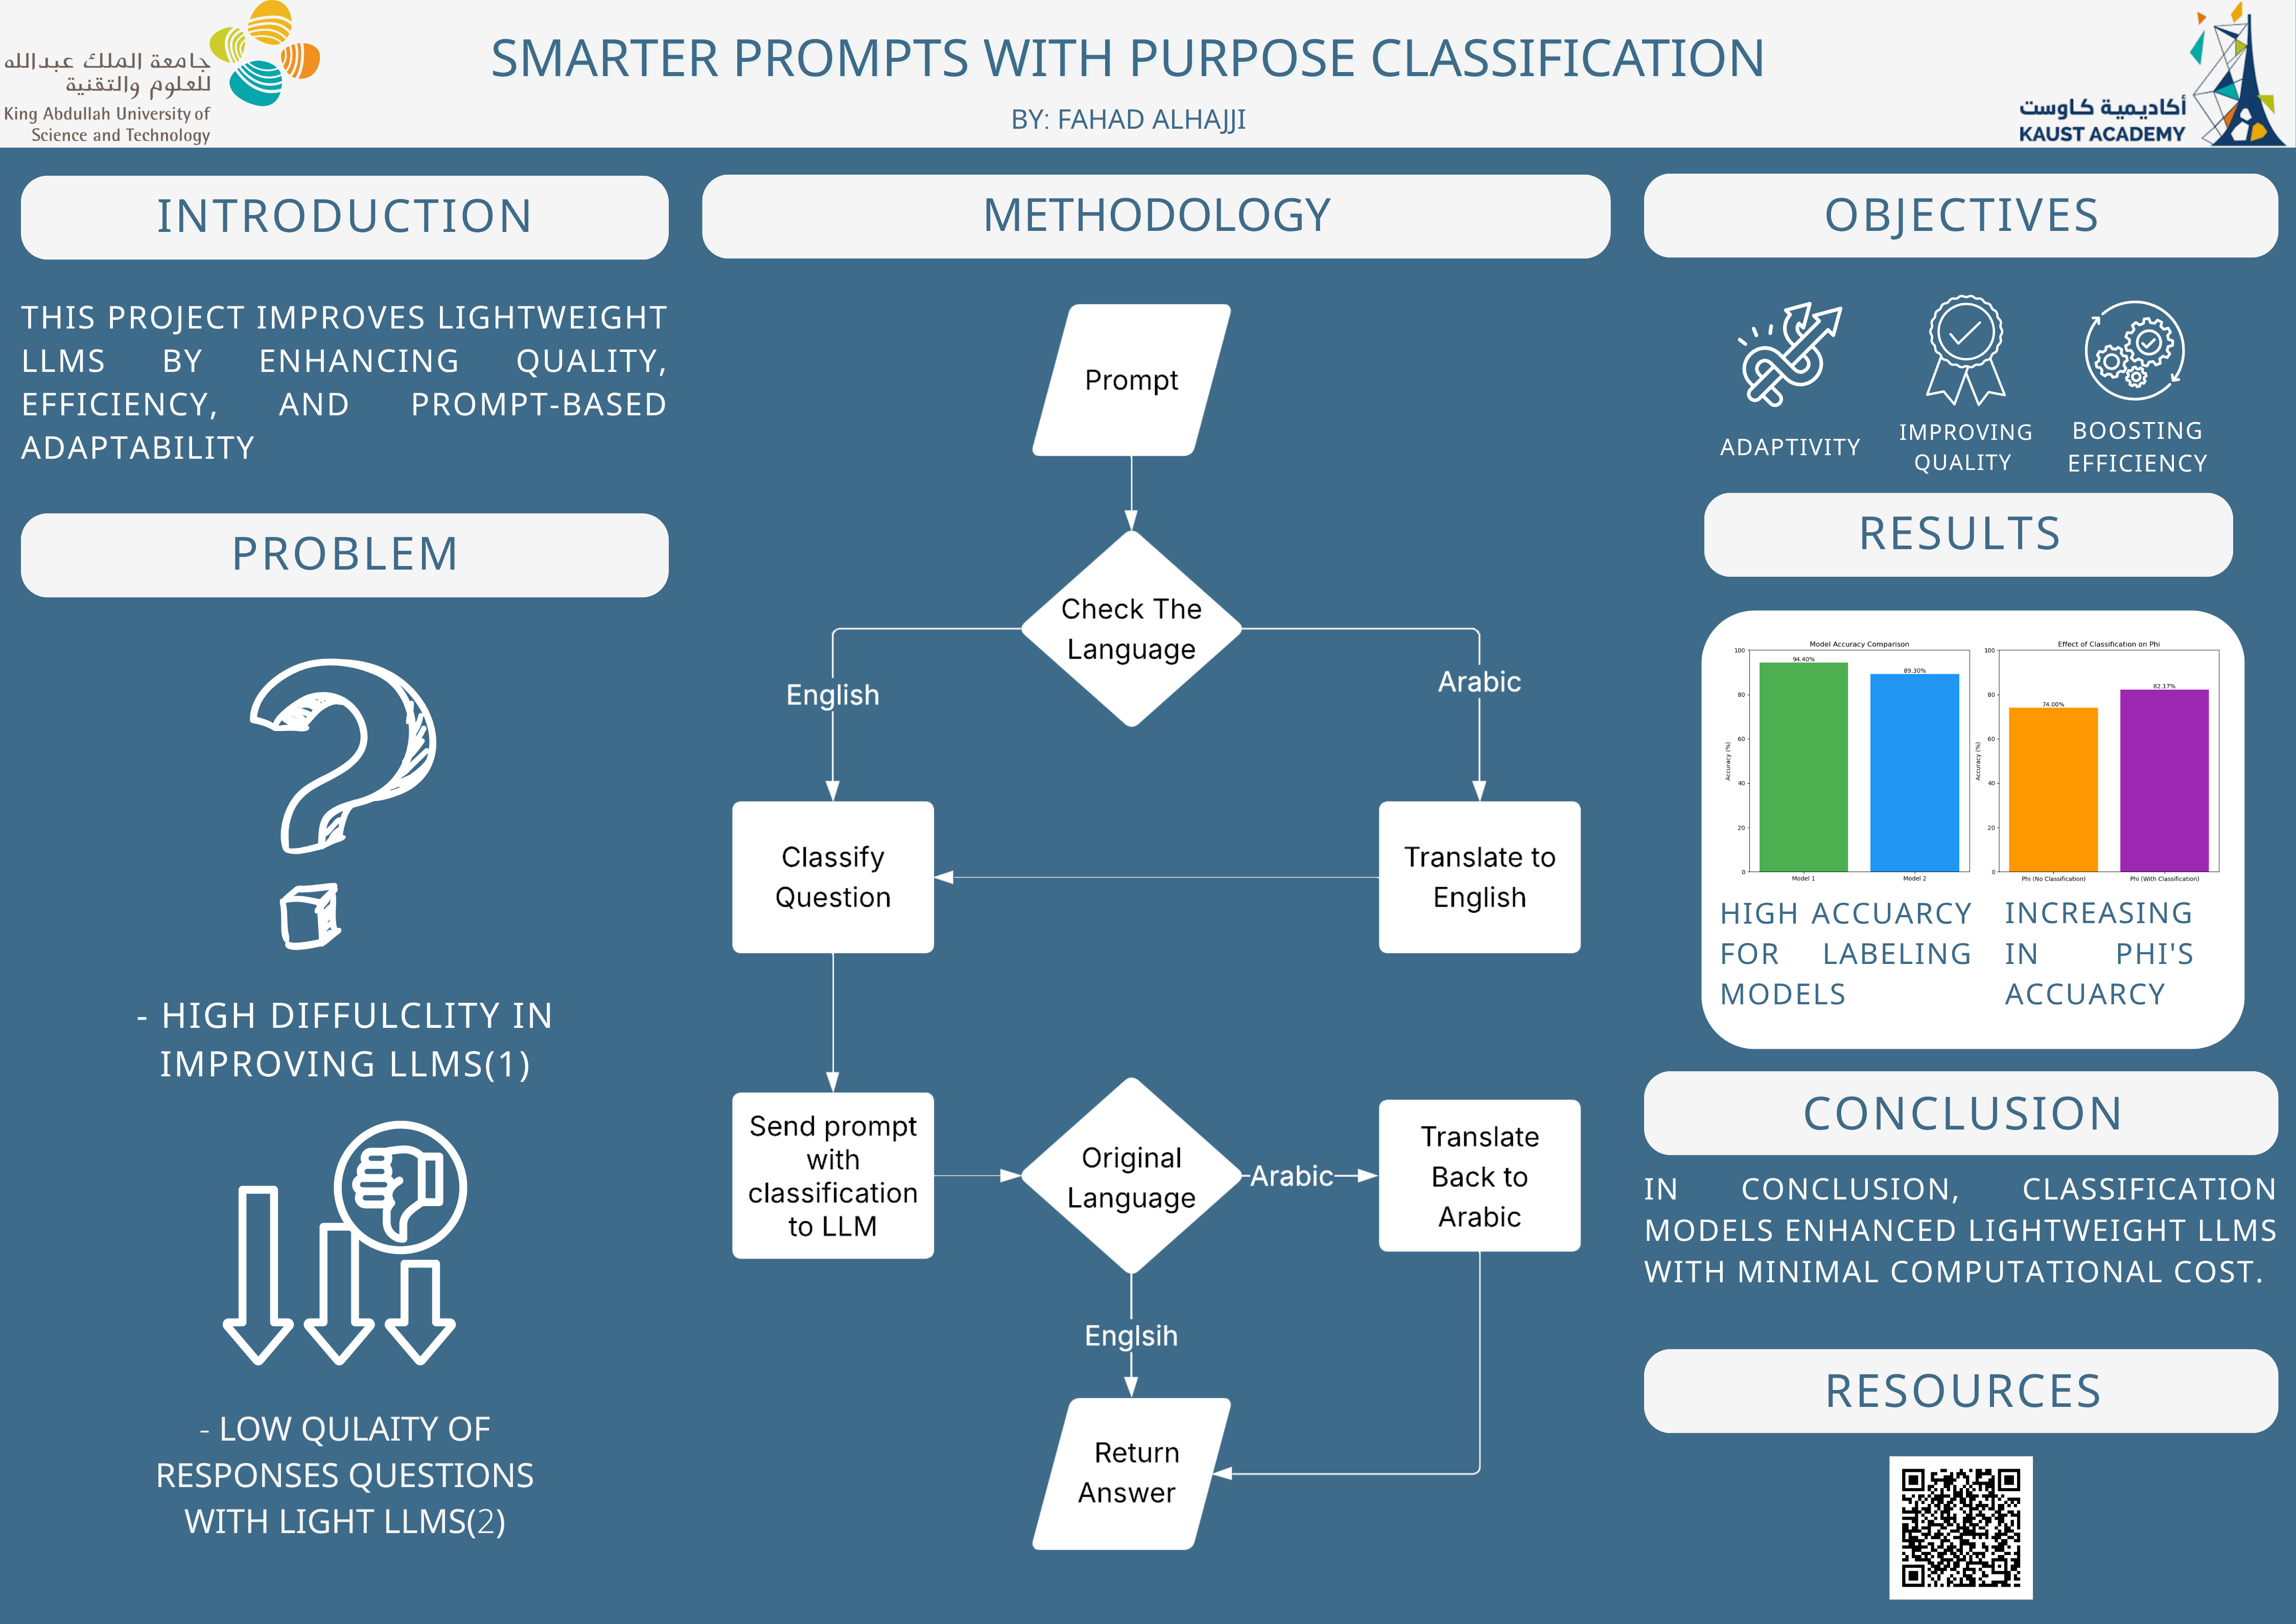 جامعة الملك عبدالله
للعلوم والتقنية
King Abdullah University of
Science and Technology
SMARTER PROMPTS WITH PURPOSE CLASSIFICATION
BY: FAHAD ALHAJJI
أكاديمية كاوست
KAUST ACADEMY
INTRODUCTION
THIS PROJECT IMPROVES LIGHTWEIGHT
LLMS BY ENHANCING QUALITY,
EFFICIENCY, AND PROMPT-BASED
ADAPTABILITY
PROBLEM
- HIGH DIFFULCLITY IN
IMPROVING LLMS(1)
- LOW QULAITY OF
RESPONSES QUESTIONS
WITH LIGHT LLMS(2)
METHODOLOGY
Prompt
Check The
Language
English
Arabic
Classify
Question
Translate to
English
Send prompt
with
classification
to LLM
Original
Language
Arabic
Translate
Back to
Arabic
Englsih
Return
Answer
OBJECTIVES
ADAPTIVITY
IMPROVING
QUALITY
BOOSTING
EFFICIENCY
RESULTS
Model Accuracy Comparison
100
80
60
40
20
0
Accuracy (%)
94.40%
89.30%
Model 1
Model 2
Effect of Classification on Phi
100
80
60
40
20
0
Accuracy (%)
74.00%
82.17%
Phi (No Classification)
Phi (With Classification)
HIGH ACCUARCY
FOR LABELING
MODELS
INCREASING
IN PHI'S
ACCUARCY
CONCLUSION
IN CONCLUSION, CLASSIFICATION
MODELS ENHANCED LIGHTWEIGHT LLMS
WITH MINIMAL COMPUTATIONAL COST.
RESOURCES